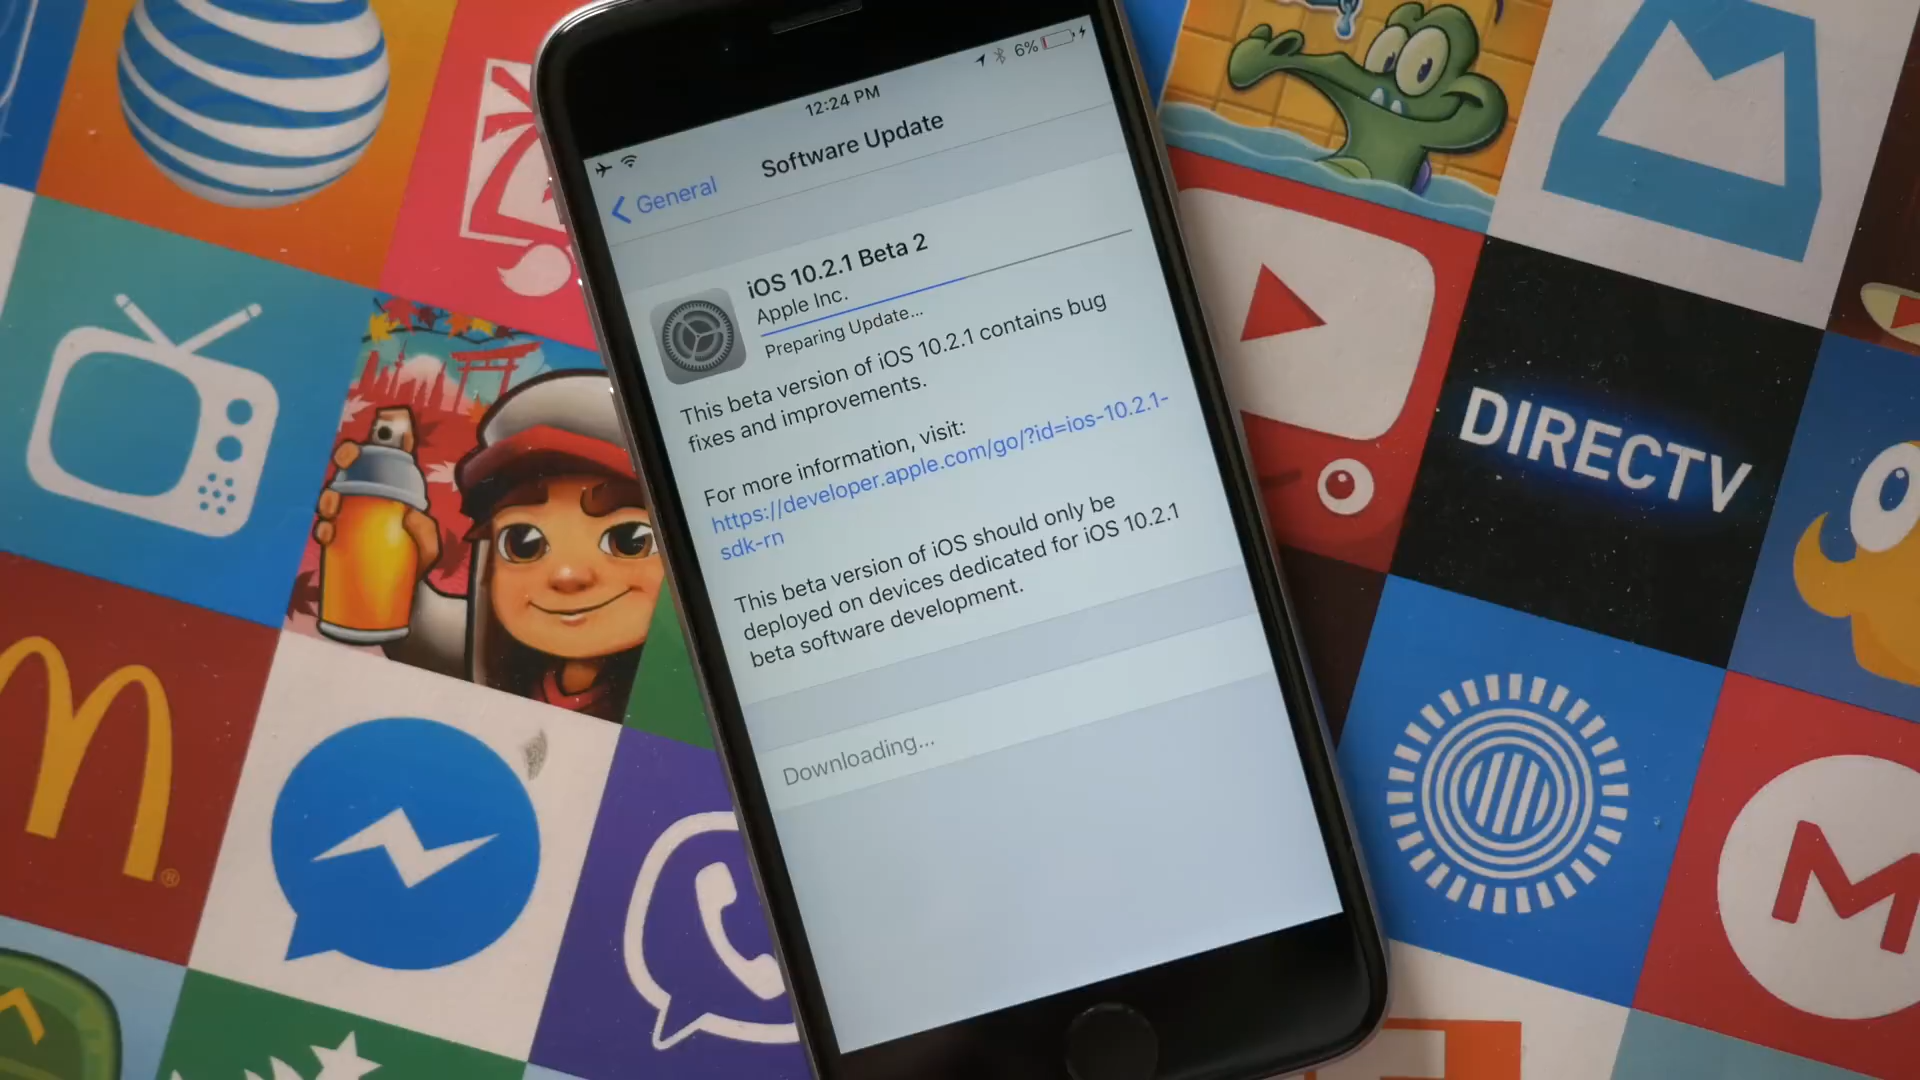 6%
12:24 PM
General
Software Update
iOS 10.2.1 Beta 2
Apple Inc.
Preparing Update...
This beta version of iOS 10.2.1 contains bug
fixes and improvements.
For more information, visit:
https://developer.apple.com/go/?id=ios-10.2.1-
sdk-rn
This beta version of iOS should only be
deployed on devices dedicated for iOS 10.2.1
beta software development.
Downloading...
DIRECTV
M
®